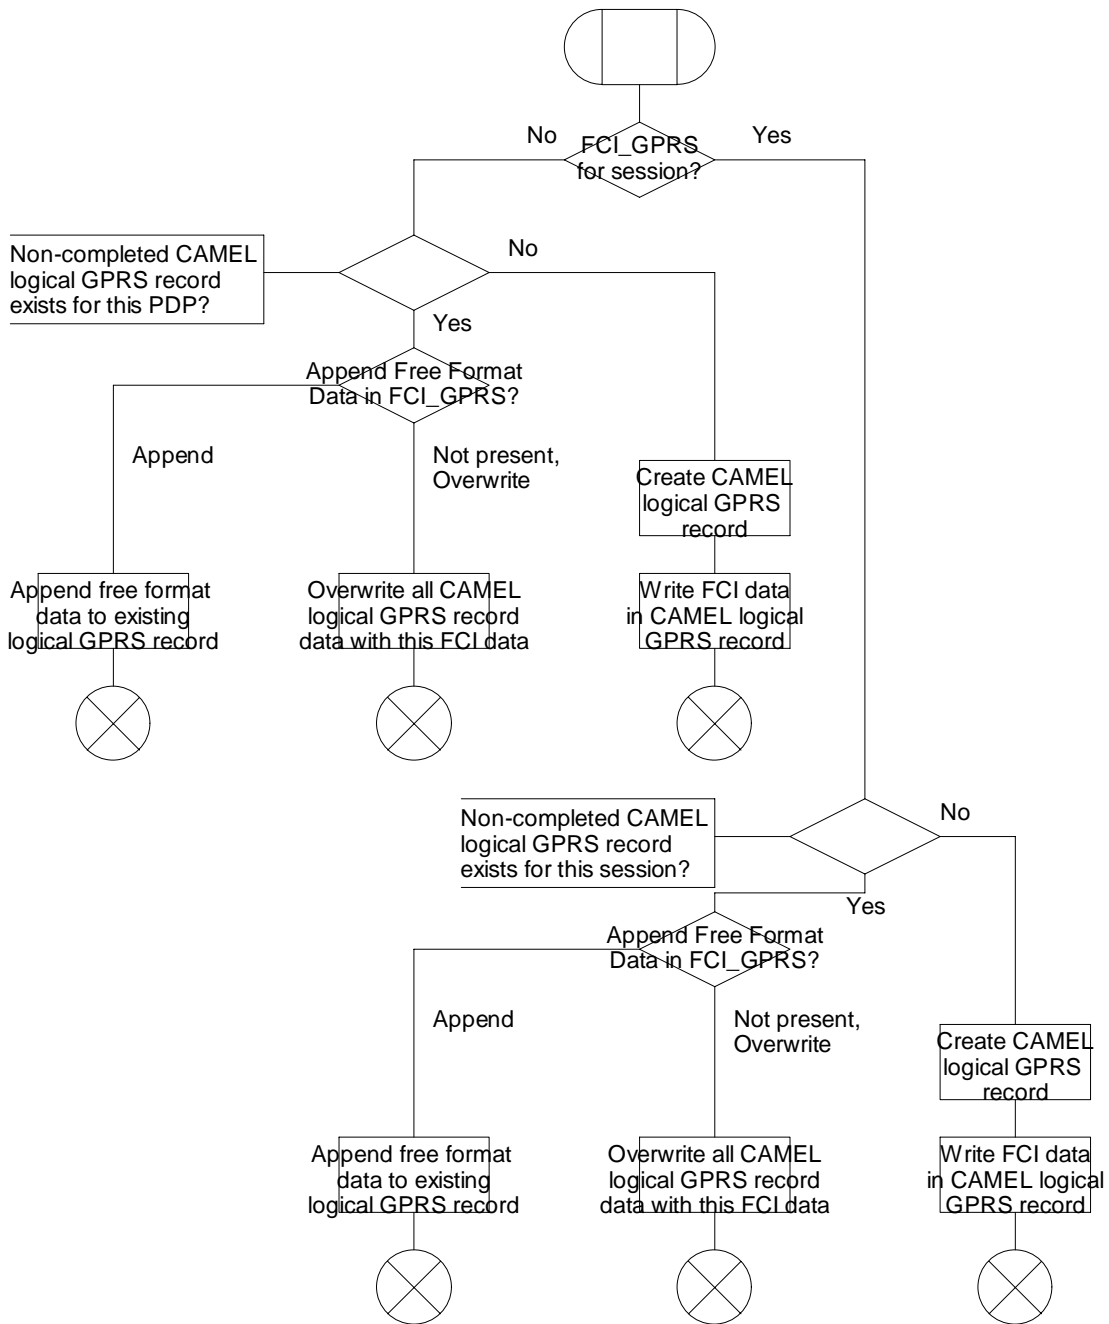 No
FCI_GPRS
for session?
Yes
Non-completed CAMEL
logical GPRS record
exists for this PDP?
No
Yes
Append Free Format
Data in FCI_GPRS?
Append
Not present,
Overwrite
Create CAMEL
logical GPRS
record
Append free format
data to existing
logical GPRS record
Overwrite all CAMEL
logical GPRS record
data with this FCI data
Write FCI data
in CAMEL logical
GPRS record
Non-completed CAMEL
logical GPRS record
exists for this session?
No
Yes
Append Free Format
Data in FCI_GPRS?
Append
Not present,
Overwrite
Create CAMEL
logical GPRS
record
Append free format
data to existing
logical GPRS record
Overwrite all CAMEL
logical GPRS record
data with this FCI data
Write FCI data
in CAMEL logical
GPRS record